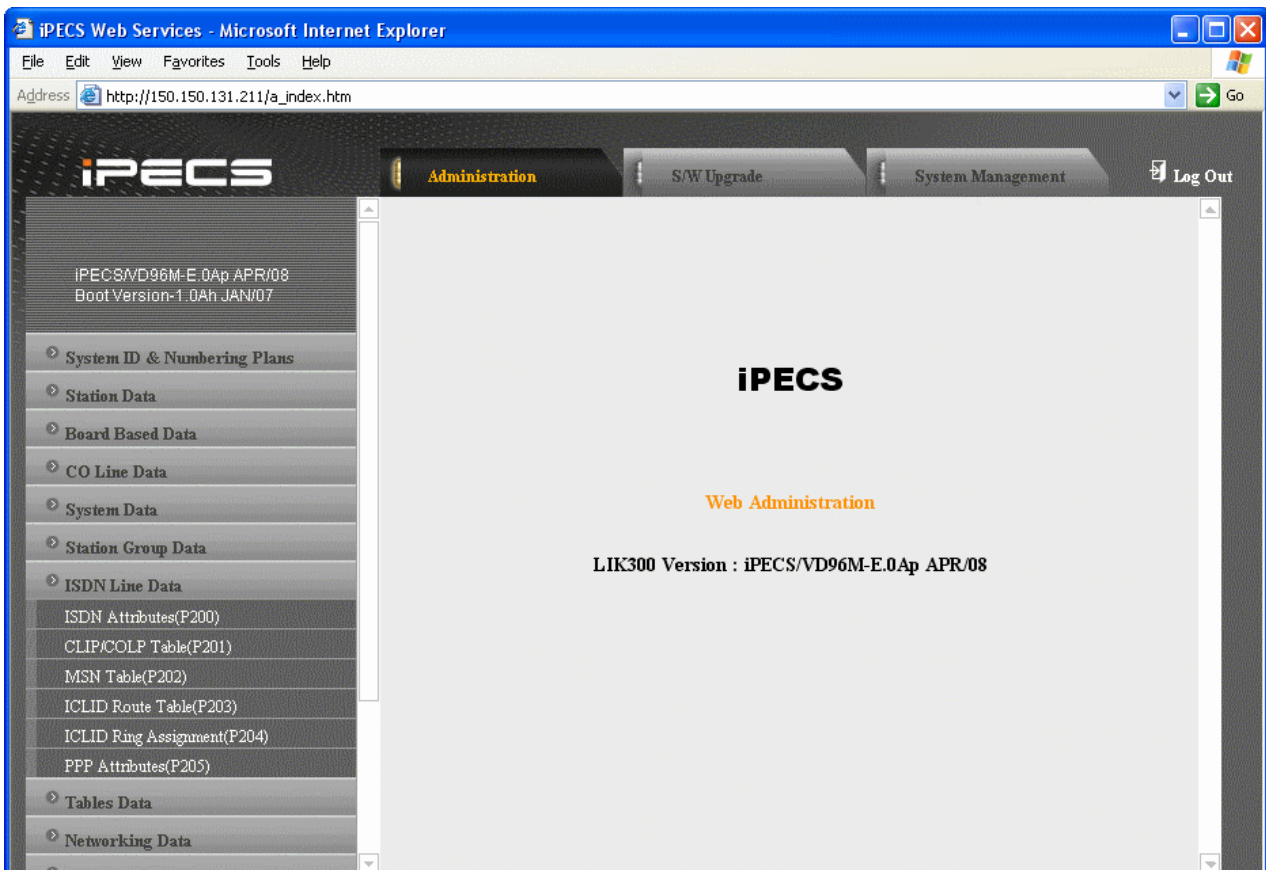 iPECS Web Services - Microsoft Internet Explorer
File Edit View Favorites Tools Help
Address http://150.150.131.211/a_index.htm Go
iPECS
Administration S/W Upgrade System Management Log Out
iPECS/VD96M-E.0Ap APR/08
Boot Version-1.0Ah JAN/07
System ID & Numbering Plans
Station Data
Board Based Data
CO Line Data
System Data
Station Group Data
ISDN Line Data
ISDN Attributes(P200)
CLIP/COLP Table(P201)
MSN Table(P202)
ICLID Route Table(P203)
ICLID Ring Assignment(P204)
PPP Attributes(P205)
Tables Data
Networking Data
iPECS
Web Administration
LIK300 Version : iPECS/VD96M-E.0Ap APR/08